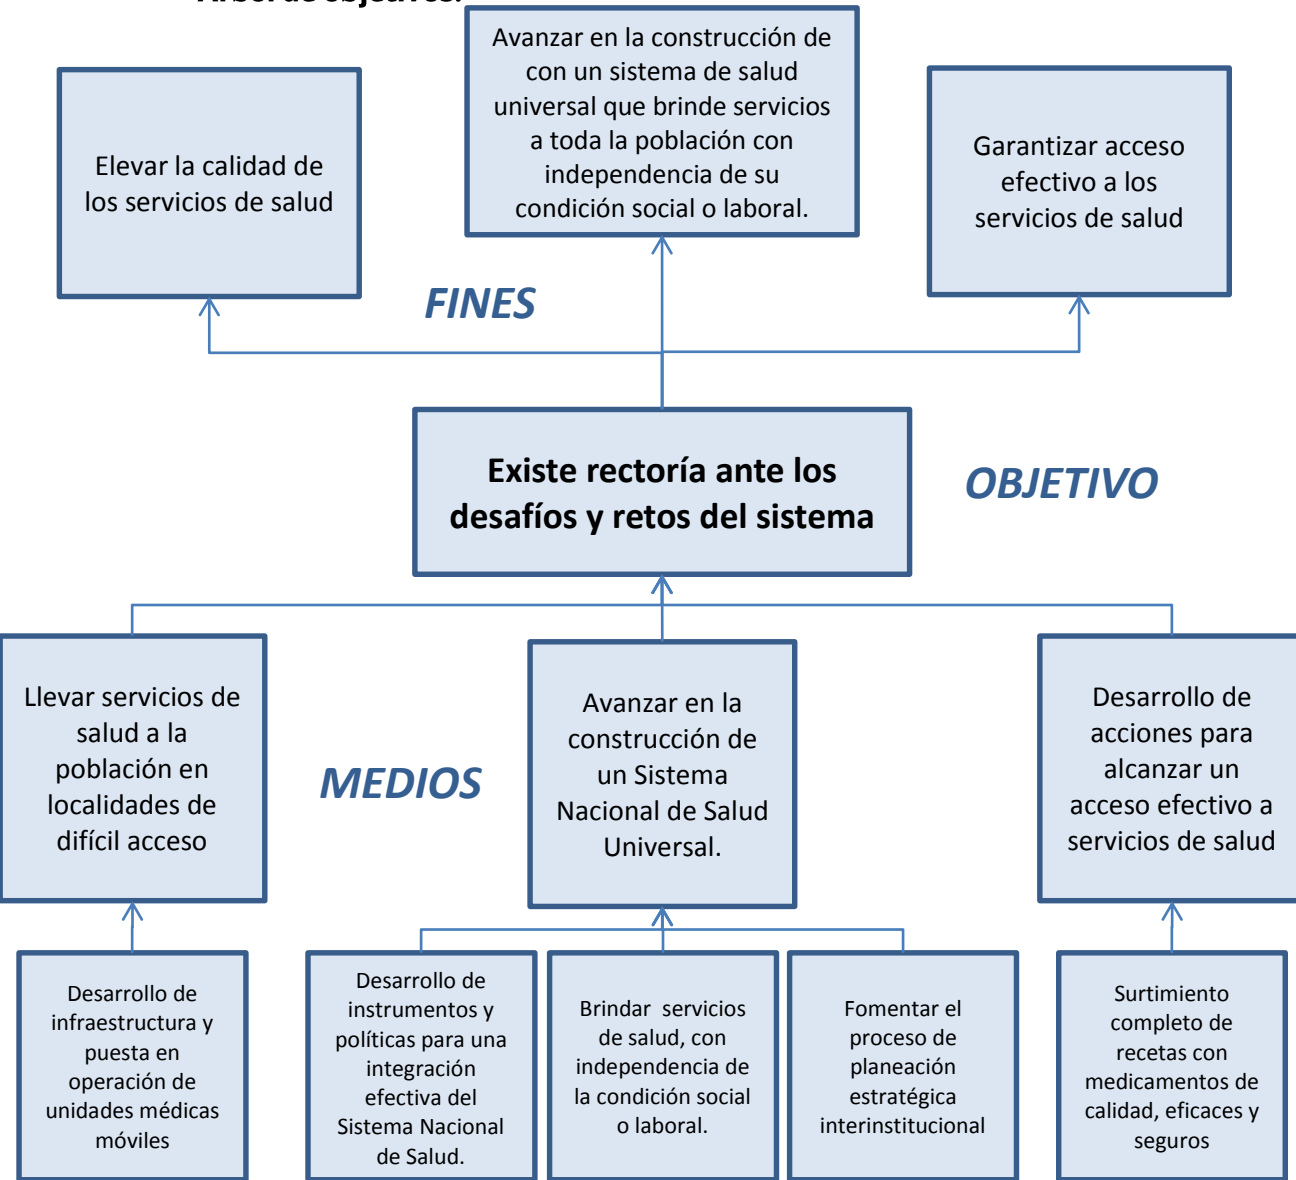 Árbol de objetivos.
Avanzar en la construcción de
con un sistema de salud
universal que brinde servicios
a toda la población con
independencia de su
condición social o laboral.
Elevar la calidad de
los servicios de salud
Garantizar acceso
efectivo a los
servicios de salud
FINES
Existe rectoría ante los
desafíos y retos del sistema
OBJETIVO
Llevar servicios de
salud a la
población en
localidades de
difícil acceso
MEDIOS
Avanzar en la
construcción de
un Sistema
Nacional de Salud
Universal.
Desarrollo de
acciones para
alcanzar un
acceso efectivo a
servicios de salud
Desarrollo de
infraestructura y
puesta en
operación de
unidades médicas
móviles
Desarrollo de
instrumentos y
políticas para una
integración
efectiva del
Sistema Nacional
de Salud.
Brindar servicios
de salud, con
independencia de
la condición social
o laboral.
Fomentar el
proceso de
planeación
estratégica
interinstitucional
Surtimiento
completo de
recetas con
medicamentos de
calidad, eficaces y
seguros